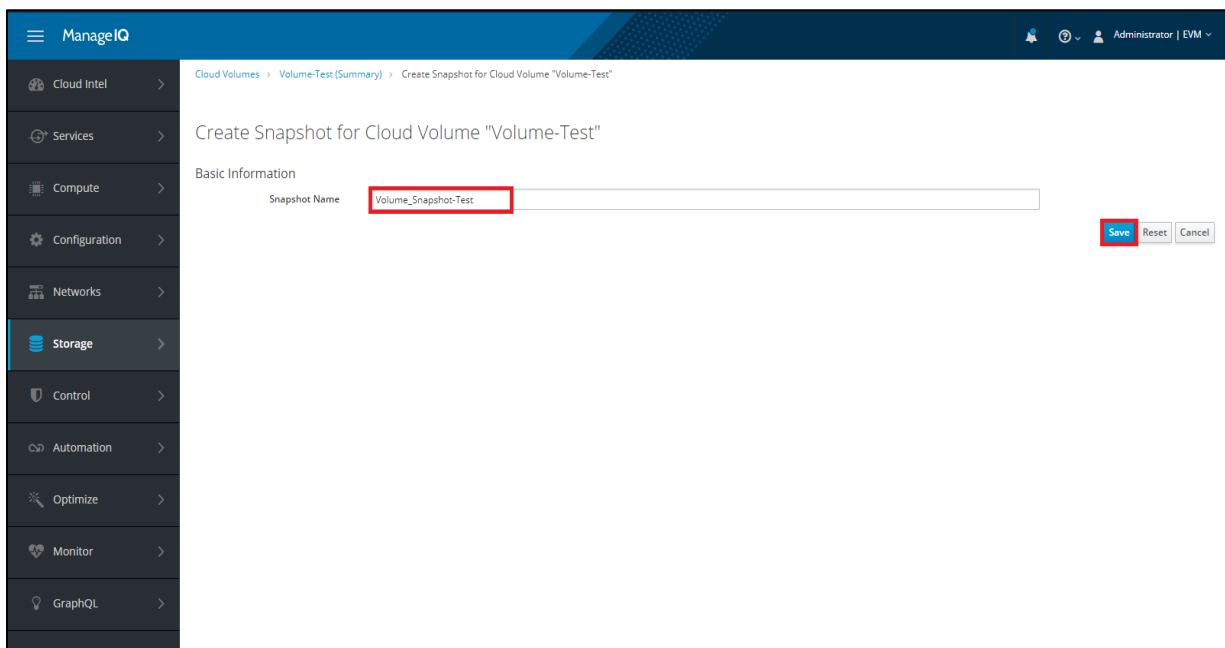 ManageIQ
Administrator | EVM
Cloud Intel
Services
Compute
Configuration
Networks
Storage
Control
Automation
Optimize
Monitor
GraphQL
Cloud Volumes > Volume-Test (Summary) > Create Snapshot for Cloud Volume "Volume-Test"
Create Snapshot for Cloud Volume "Volume-Test"
Basic Information
Snapshot Name Volume_Snapshot-Test
Save Reset Cancel